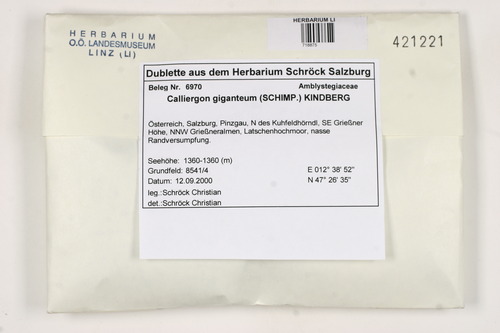 HERBARIUM
O.Ö. LANDESMUSEUM
LINZ (LI)
HERBARIUM LI
421221
Dublette aus dem Herbarium Schröck Salzburg
Beleg Nr. 6970 Amblystegiaceae
Calliergon giganteum (SCHIMP.) KINDBERG
Österreich, Salzburg, Pinzgau, N des Kuhfeldhörndl, SE Grießner
Höhe, NNW Grießneralmen, Latschenhochmoor, nasse
Randversumpfung.
Seehöhe: 1360-1360 (m)
Grundfeld: 8541/4 E 012° 38' 52"
Datum: 12.09.2000 N 47° 26' 35"
leg.:Schröck Christian
det.:Schröck Christian